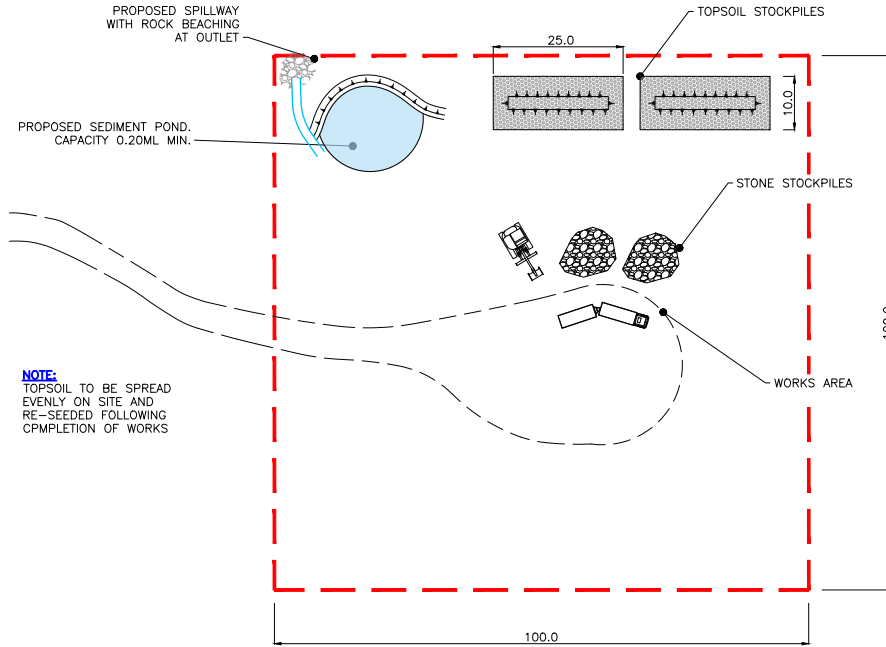 PROPOSED SPILLWAY
WITH ROCK BEACHING
AT OUTLET
TOPSOIL STOCKPILES
25.0
10.0
PROPOSED SEDIMENT POND.
CAPACITY 0.20ML MIN.
STONE STOCKPILES
NOTE:
TOPSOIL TO BE SPREAD
EVENLY ON SITE AND
RE-SEEDED FOLLOWING
CPMPLETION OF WORKS
WORKS AREA
100.0